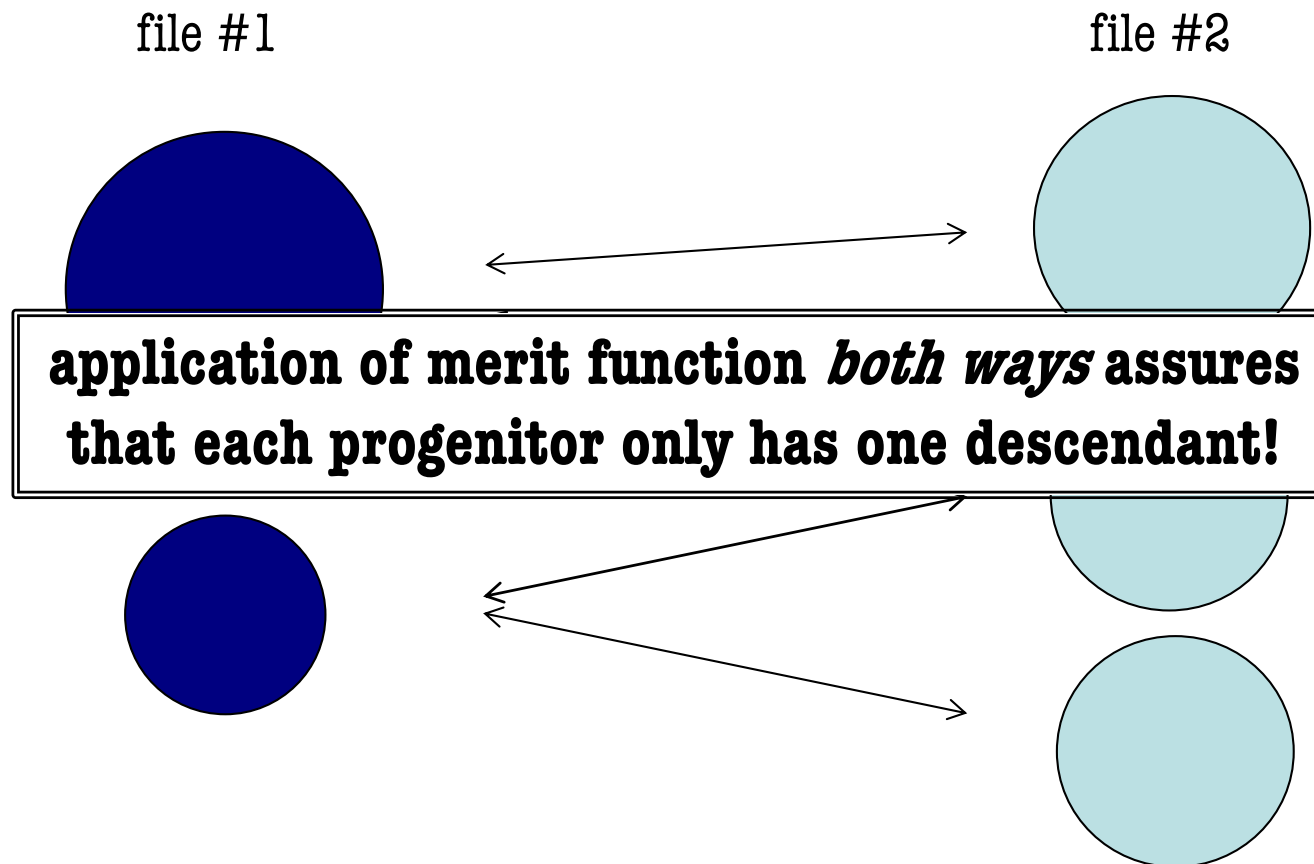 file #1
file #2
application of merit function both ways assures
that each progenitor only has one descendant!